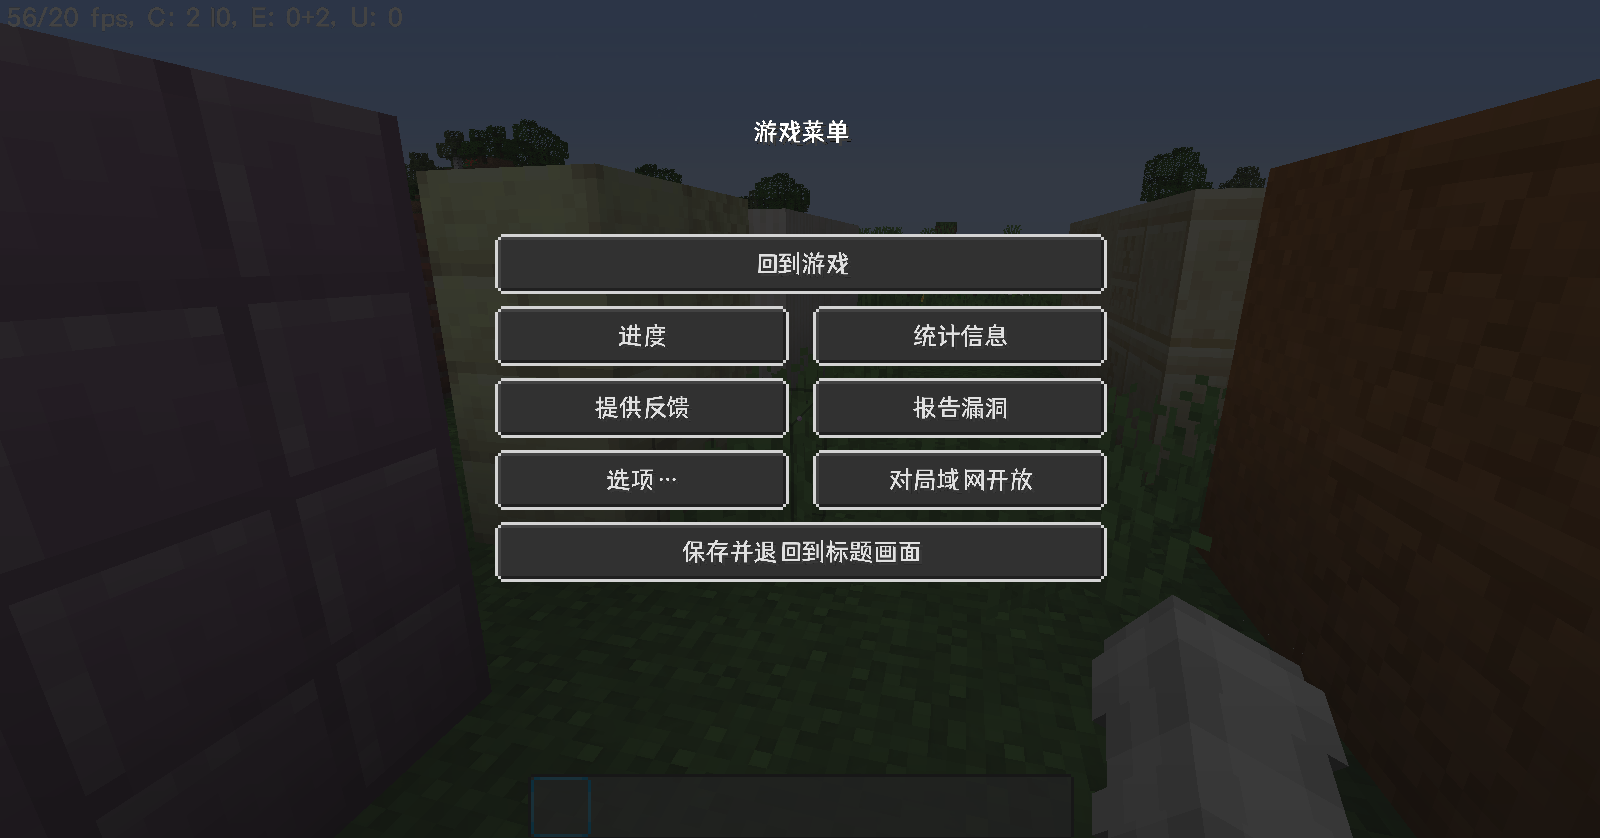 56/20 fps, C: 2 I0, E: 0+2, U: 0
游戏菜单
回到游戏
进度
统计信息
提供反馈
报告漏洞
选项…
对局域网开放
保存并退回到标题画面